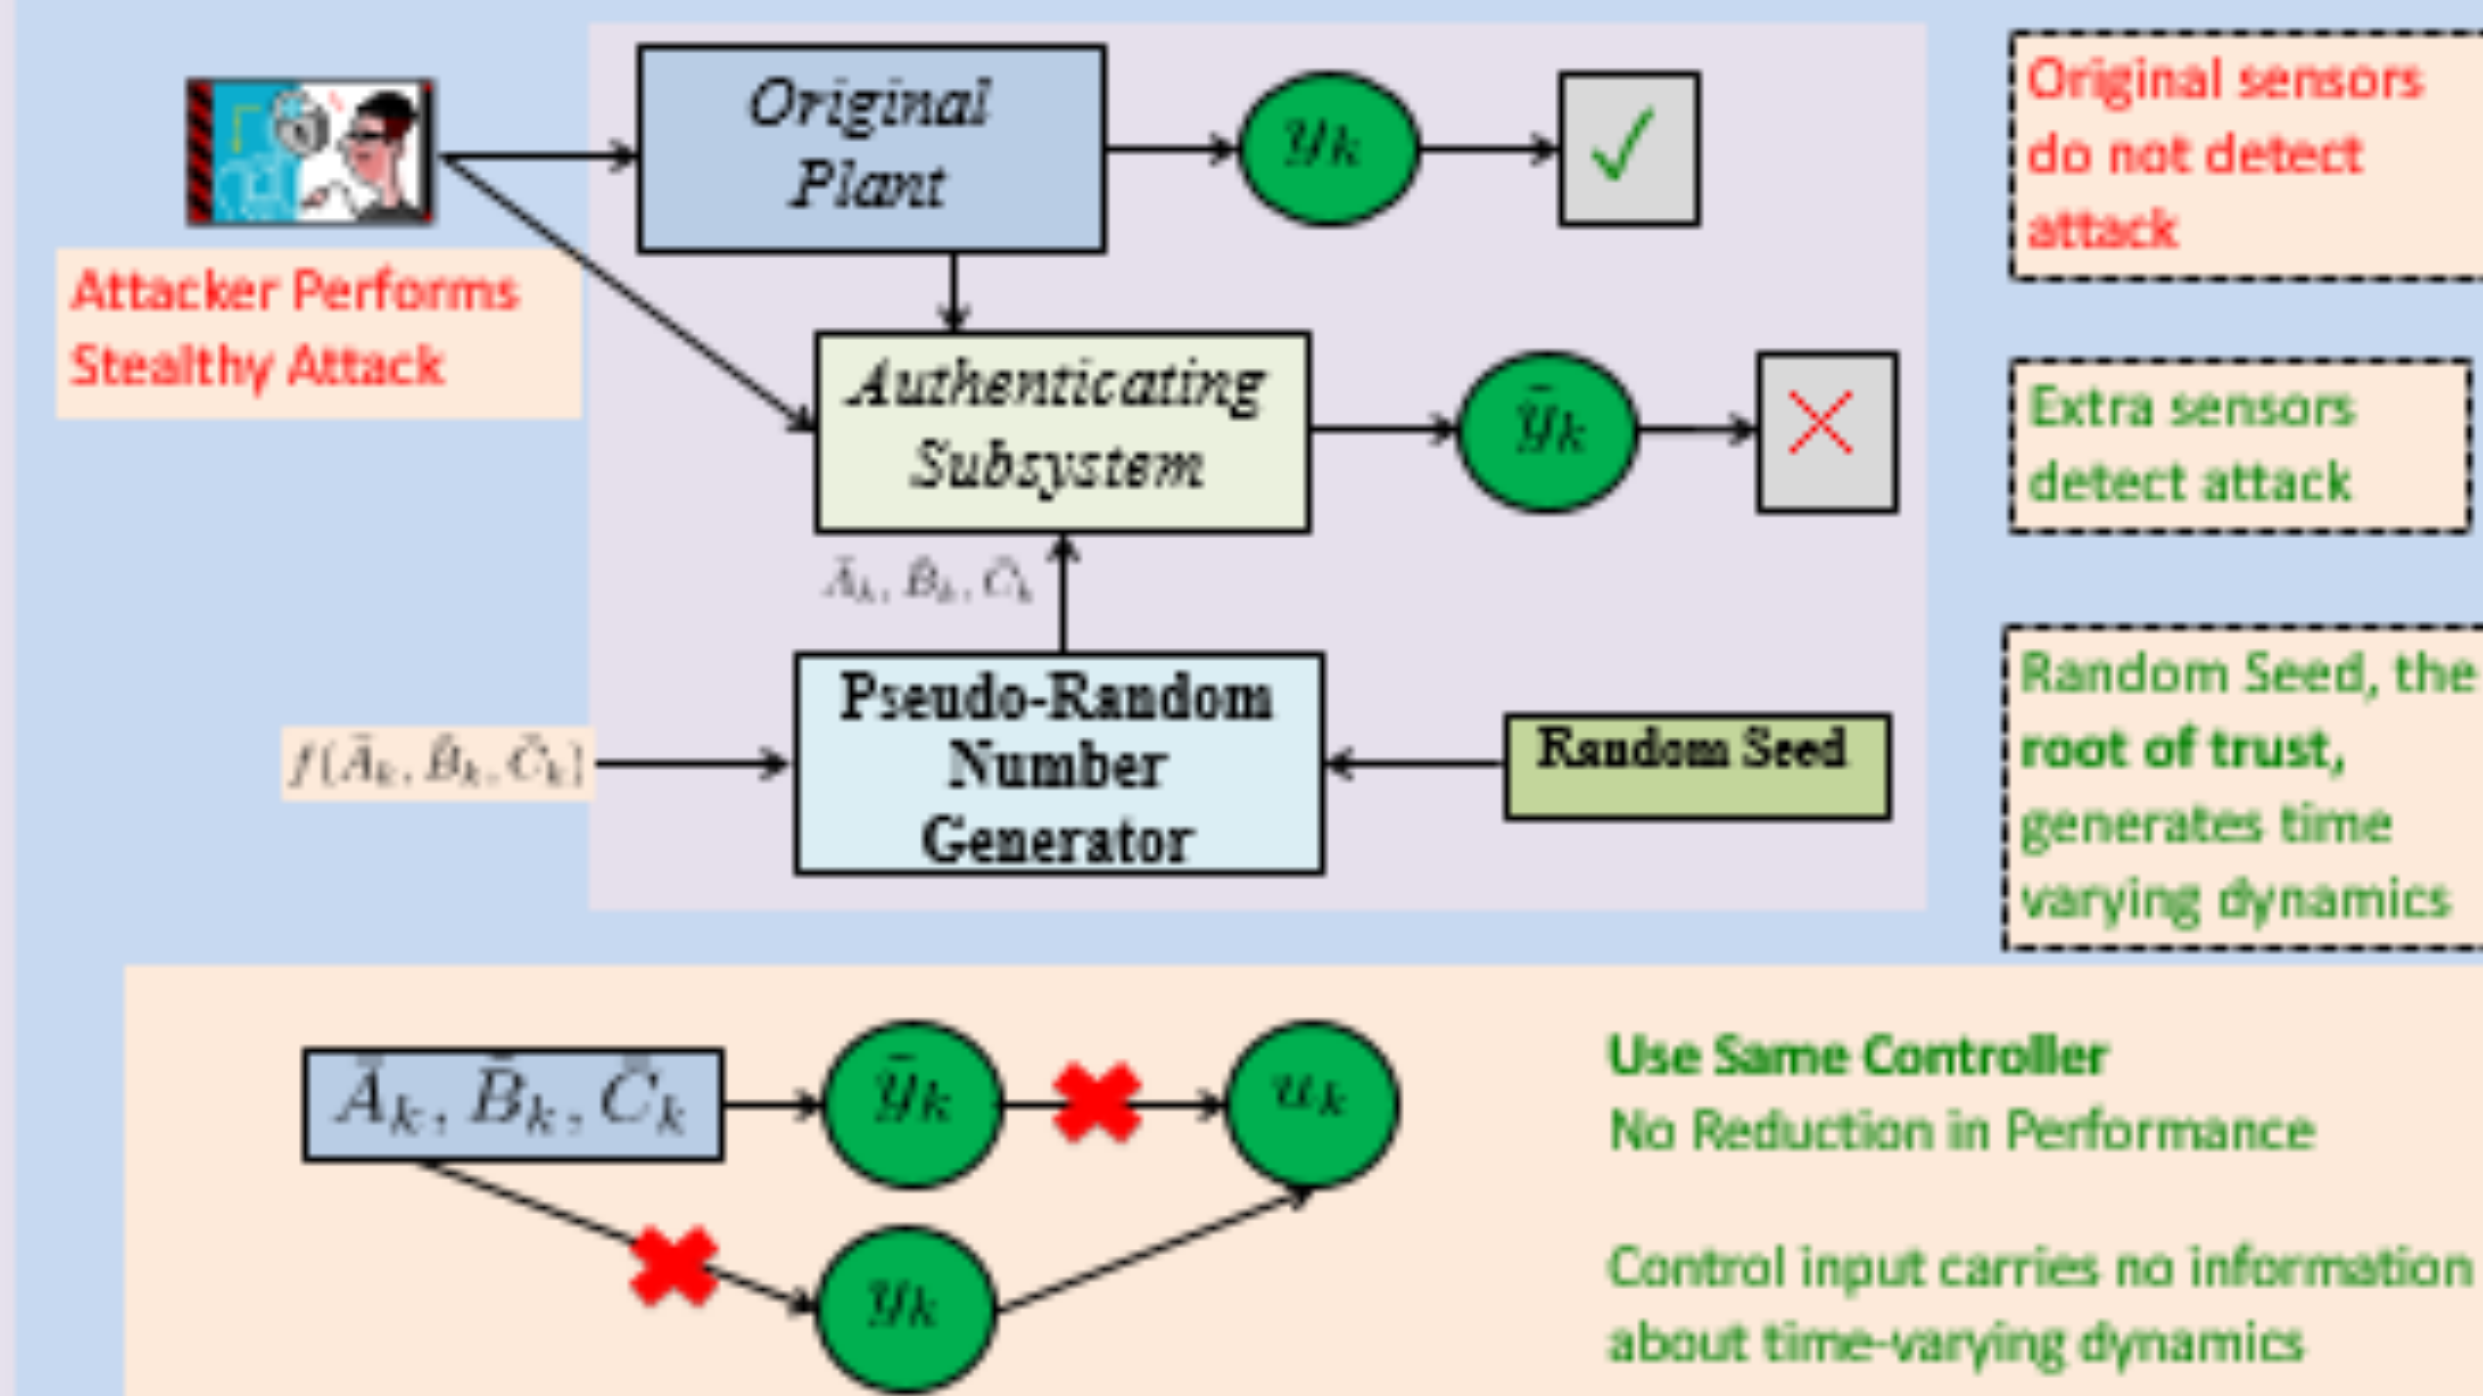 Original
Plant
yₖ
✓
Original sensors
do not detect
attack
Attacker Performs
Stealthy Attack
Authenticating
Subsystem
ȳₖ
Extra sensors
detect attack
Āₖ, B̄ₖ, C̄ₖ
Pseudo-Random
Number
Generator
f(Āₖ, B̄ₖ, C̄ₖ)
Random Seed
Random Seed, the
root of trust,
generates time
varying dynamics
Āₖ, B̄ₖ, C̄ₖ
ȳₖ
uₖ
yₖ
Use Same Controller
No Reduction in Performance
Control input carries no information
about time-varying dynamics